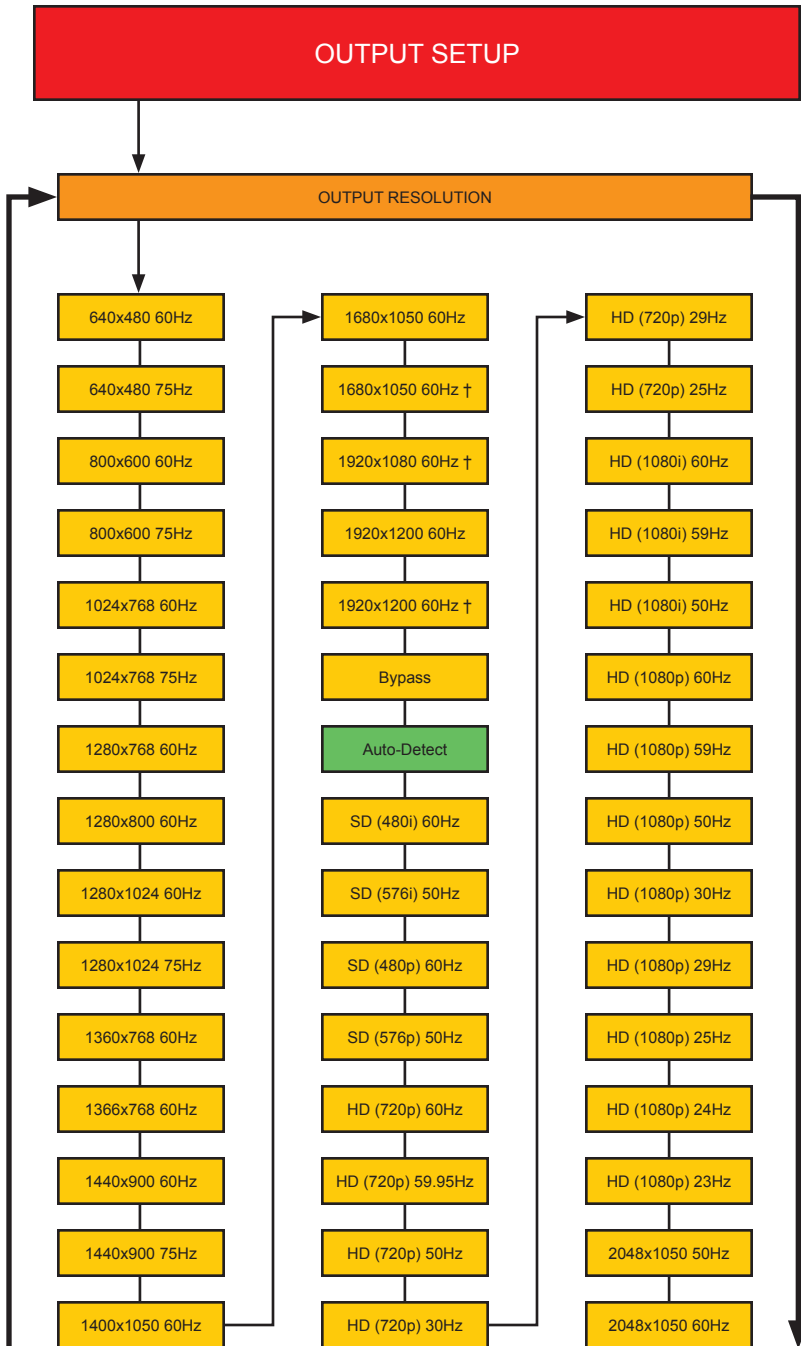 OUTPUT SETUP
OUTPUT RESOLUTION
640x480 60Hz
640x480 75Hz
800x600 60Hz
800x600 75Hz
1024x768 60Hz
1024x768 75Hz
1280x768 60Hz
1280x800 60Hz
1280x1024 60Hz
1280x1024 75Hz
1360x768 60Hz
1366x768 60Hz
1440x900 60Hz
1440x900 75Hz
1400x1050 60Hz
1680x1050 60Hz
1680x1050 60Hz †
1920x1080 60Hz †
1920x1200 60Hz
1920x1200 60Hz †
Bypass
Auto-Detect
SD (480i) 60Hz
SD (576i) 50Hz
SD (480p) 60Hz
SD (576p) 50Hz
HD (720p) 60Hz
HD (720p) 59.95Hz
HD (720p) 50Hz
HD (720p) 30Hz
HD (720p) 29Hz
HD (720p) 25Hz
HD (1080i) 60Hz
HD (1080i) 59Hz
HD (1080i) 50Hz
HD (1080p) 60Hz
HD (1080p) 59Hz
HD (1080p) 50Hz
HD (1080p) 30Hz
HD (1080p) 29Hz
HD (1080p) 25Hz
HD (1080p) 24Hz
HD (1080p) 23Hz
2048x1050 50Hz
2048x1050 60Hz